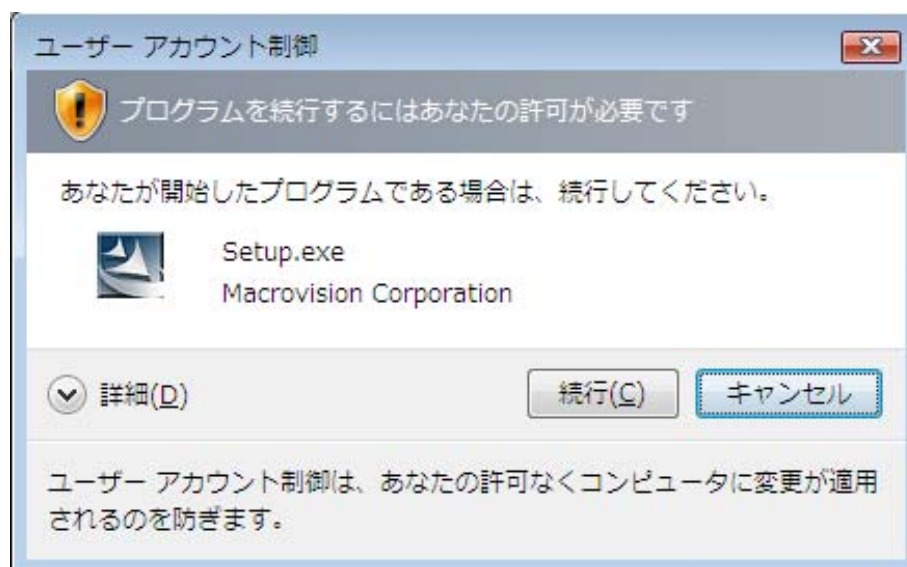 ユーザー アカウント制御
プログラムを続行するにはあなたの許可が必要です
あなたが開始したプログラムである場合は、続行してください。
Setup.exe
Macrovision Corporation
詳細(D)
続行(C)
キャンセル
ユーザー アカウント制御は、あなたの許可なくコンピュータに変更が適用
されるのを防ぎます。